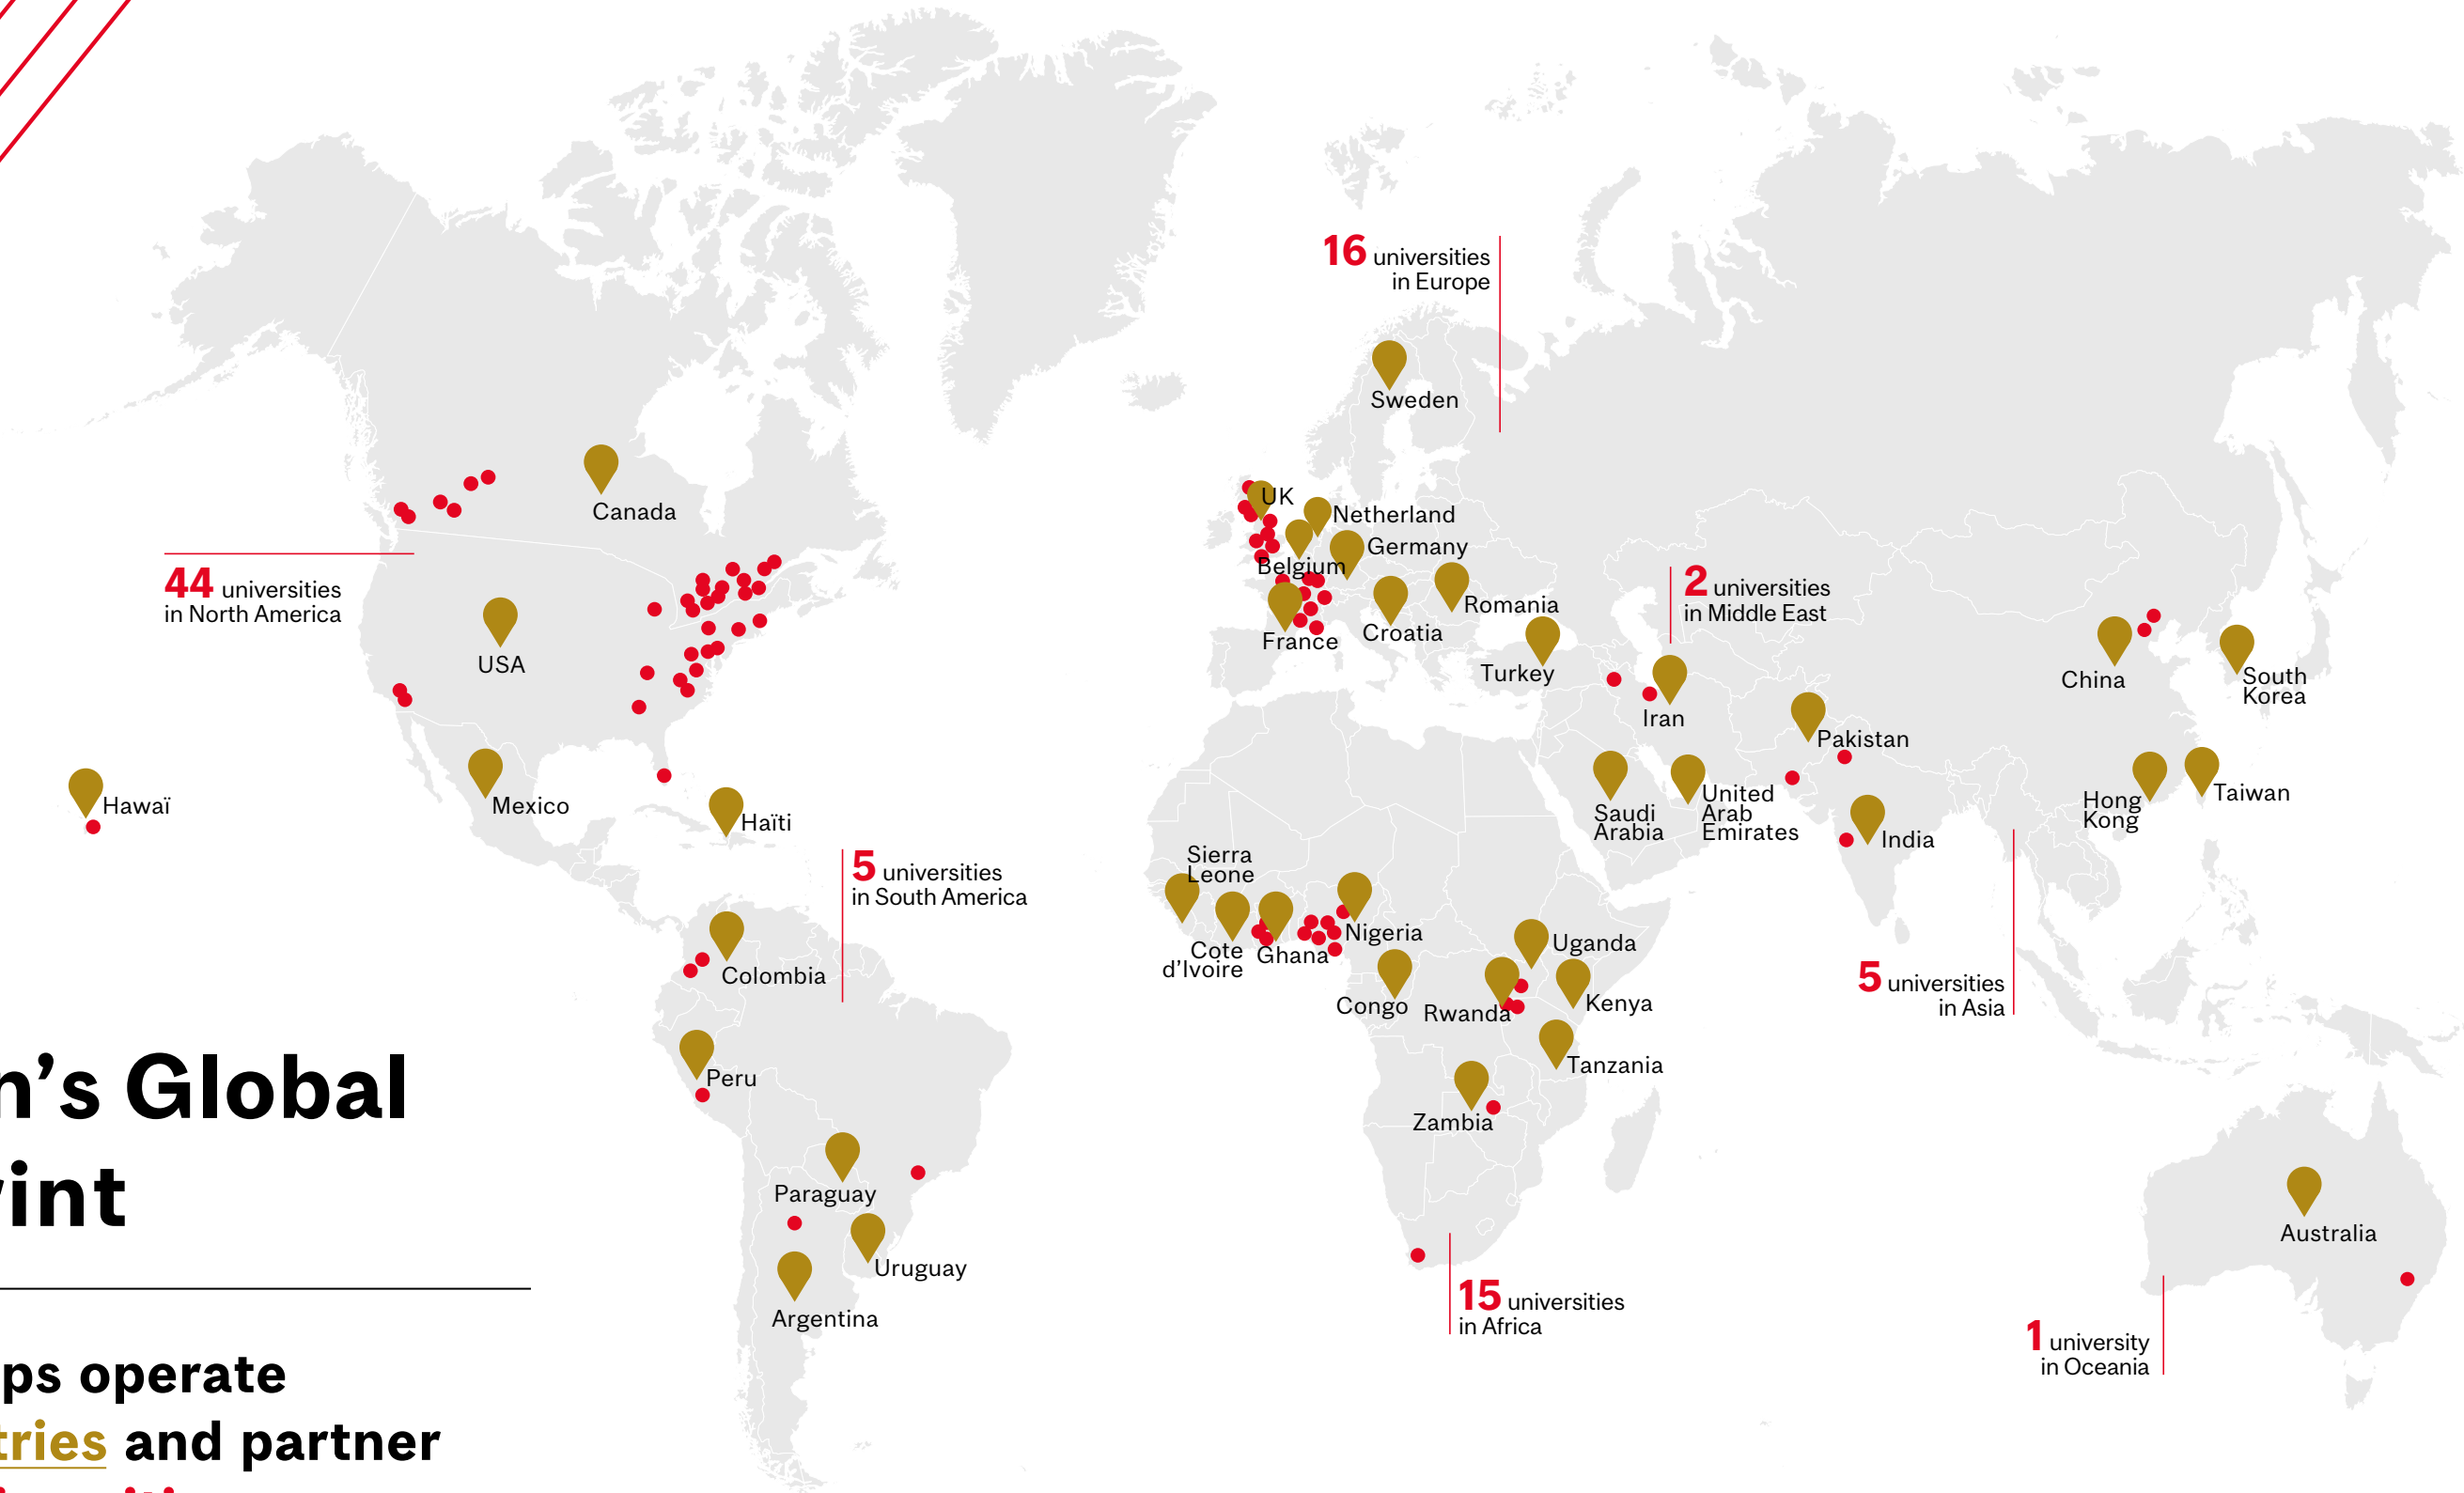 16 universities
in Europe
Sweden
Canada
UK
Netherland
Germany
Belgium
44 universities
in North America
2 universities
in Middle East
Romania
France
Croatia
USA
Turkey
China
South
Korea
Iran
Pakistan
Hawaï
Mexico
Haïti
Saudi
Arabia
United
Arab
Emirates
India
Hong
Kong
Taiwan
5 universities
in South America
Sierra
Leone
Cote
d'Ivoire
Ghana
Nigeria
Uganda
Colombia
Congo
Rwanda
Kenya
5 universities
in Asia
n's Global
Peru
Tanzania
Zambia
rint
Paraguay
Australia
Uruguay
Argentina
15 universities
in Africa
1 university
in Oceania
ps operate
tries and partner